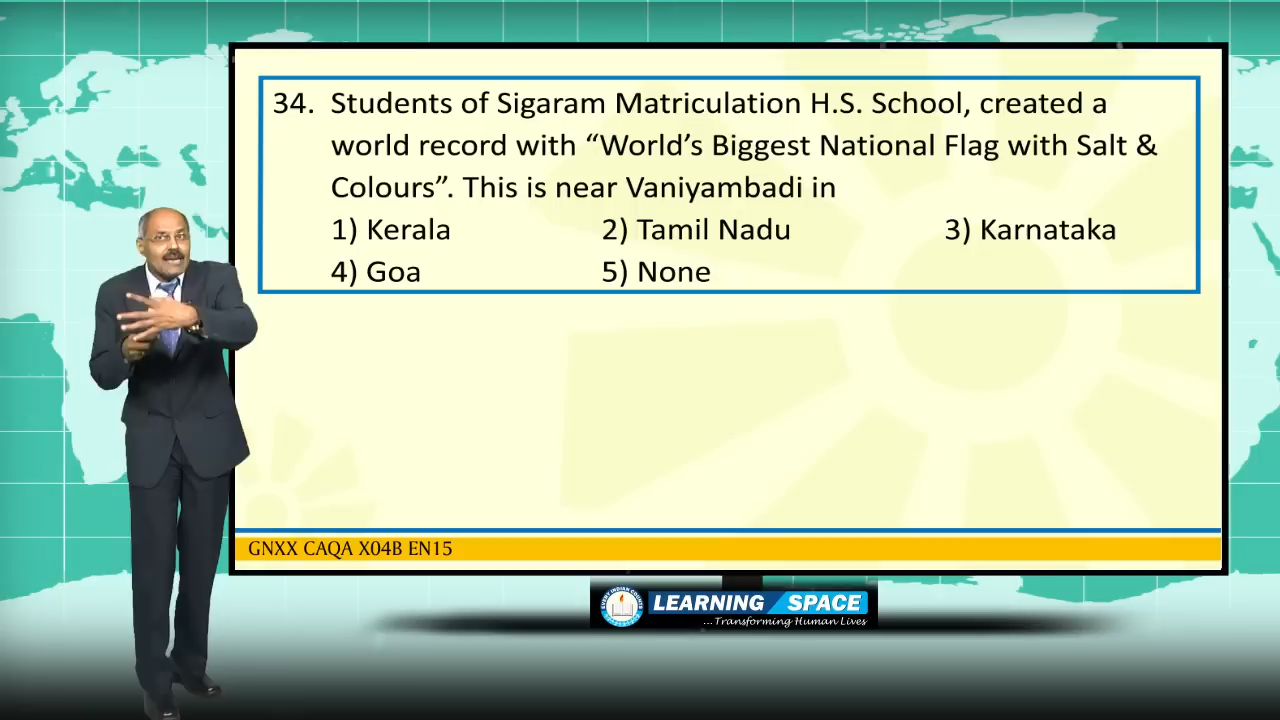 34. Students of Sigaram Matriculation H.S. School, created a
world record with “World’s Biggest National Flag with Salt &
Colours”. This is near Vaniyambadi in
1) Kerala 2) Tamil Nadu 3) Karnataka
4) Goa 5) None
GNXX CAQA X04B EN15
LEARNING SPACE
...Transforming Human Lives